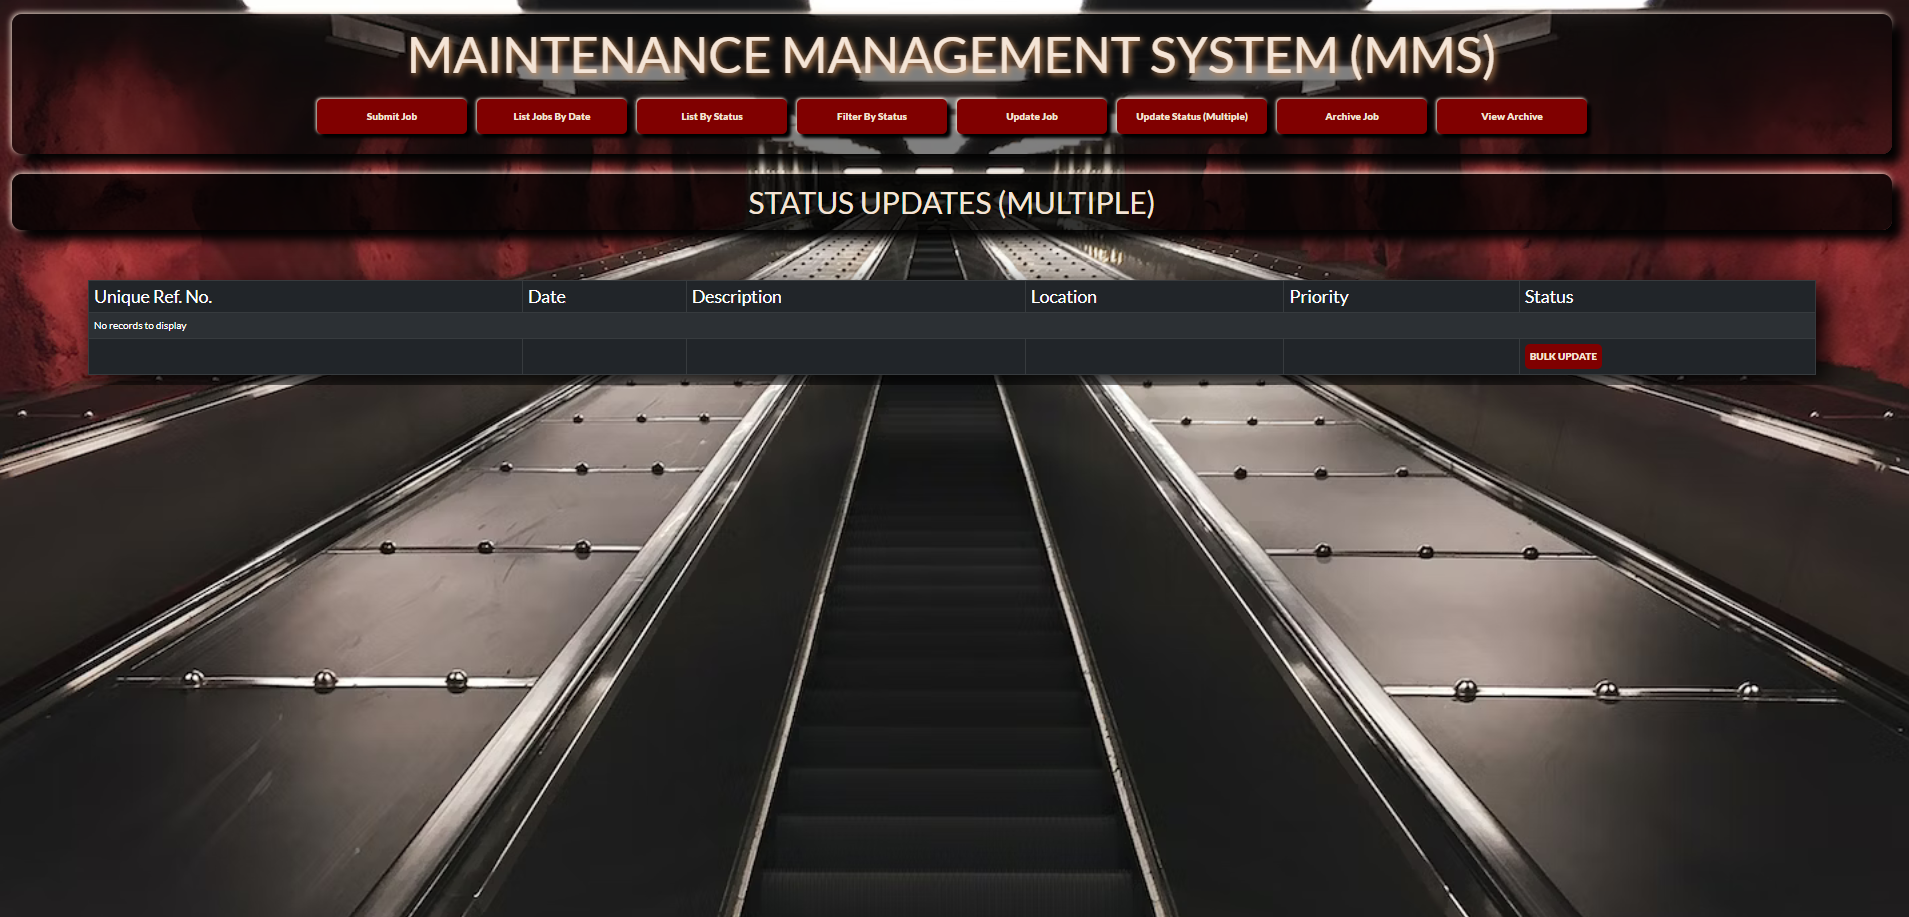 MAINTENANCE MANAGEMENT SYSTEM (MMS)
Submit Job List Jobs By Date List By Status Filter By Status Update Job Update Status (Multiple) Archive Job View Archive
STATUS UPDATES (MULTIPLE)
Unique Ref. No. Date Description Location Priority Status
No records to display
BULK UPDATE